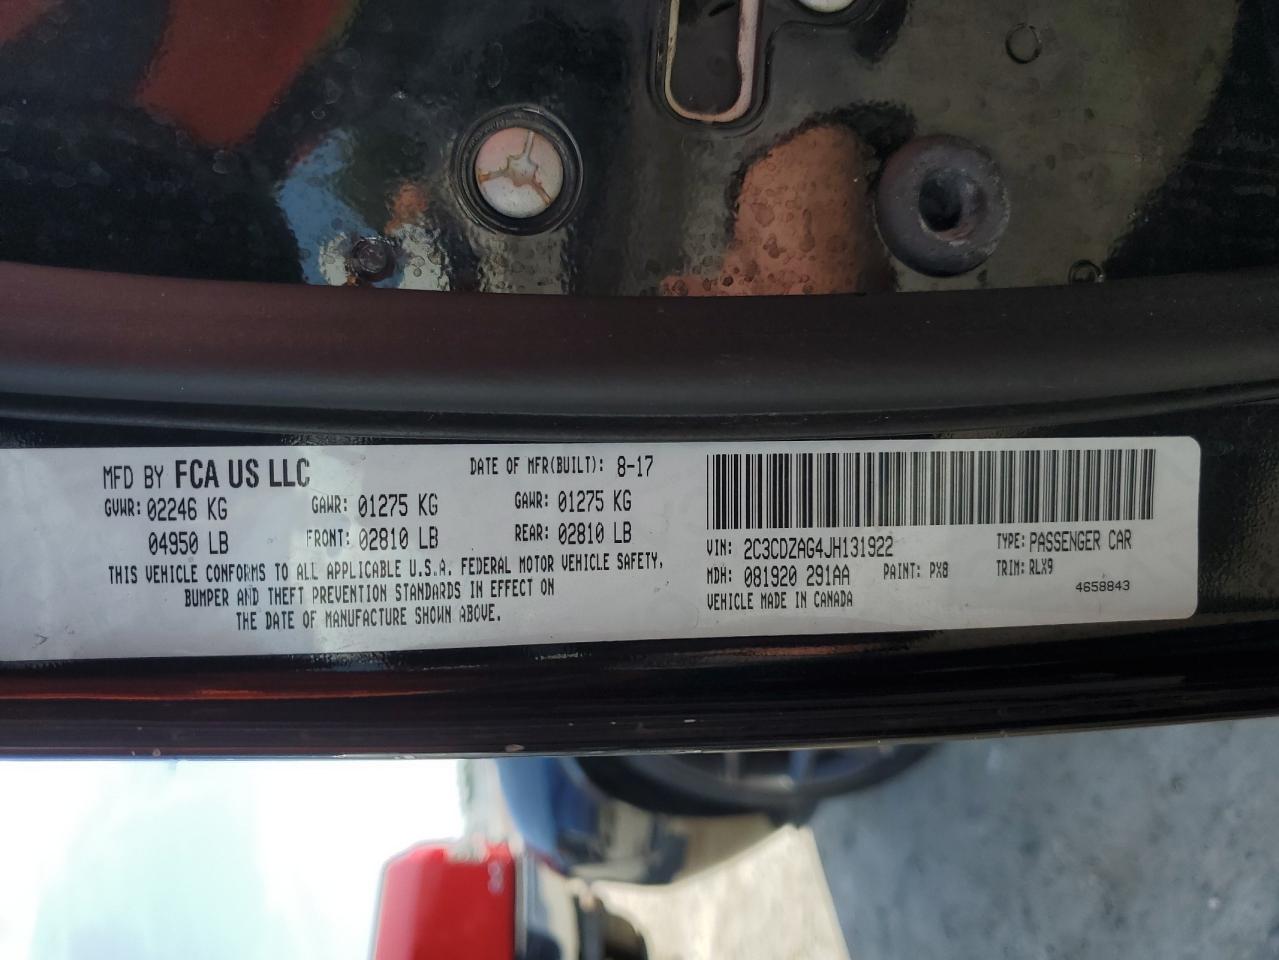 MFD BY FCA US LLC
DATE OF MFR(BUILT): 8-17
GVWR: 02246 KG
04950 LB
GAWR: 01275 KG
FRONT: 02810 LB
GAWR: 01275 KG
REAR: 02810 LB
THIS VEHICLE CONFORMS TO ALL APPLICABLE U.S.A. FEDERAL MOTOR VEHICLE SAFETY,
BUMPER AND THEFT PREVENTION STANDARDS IN EFFECT ON
THE DATE OF MANUFACTURE SHOWN ABOVE.
VIN: 2C3CDZAG4JH131922
TYPE: PASSENGER CAR
MDH: 081920 291AA
PAINT: PX8
TRIM: RLX9
VEHICLE MADE IN CANADA
4658843